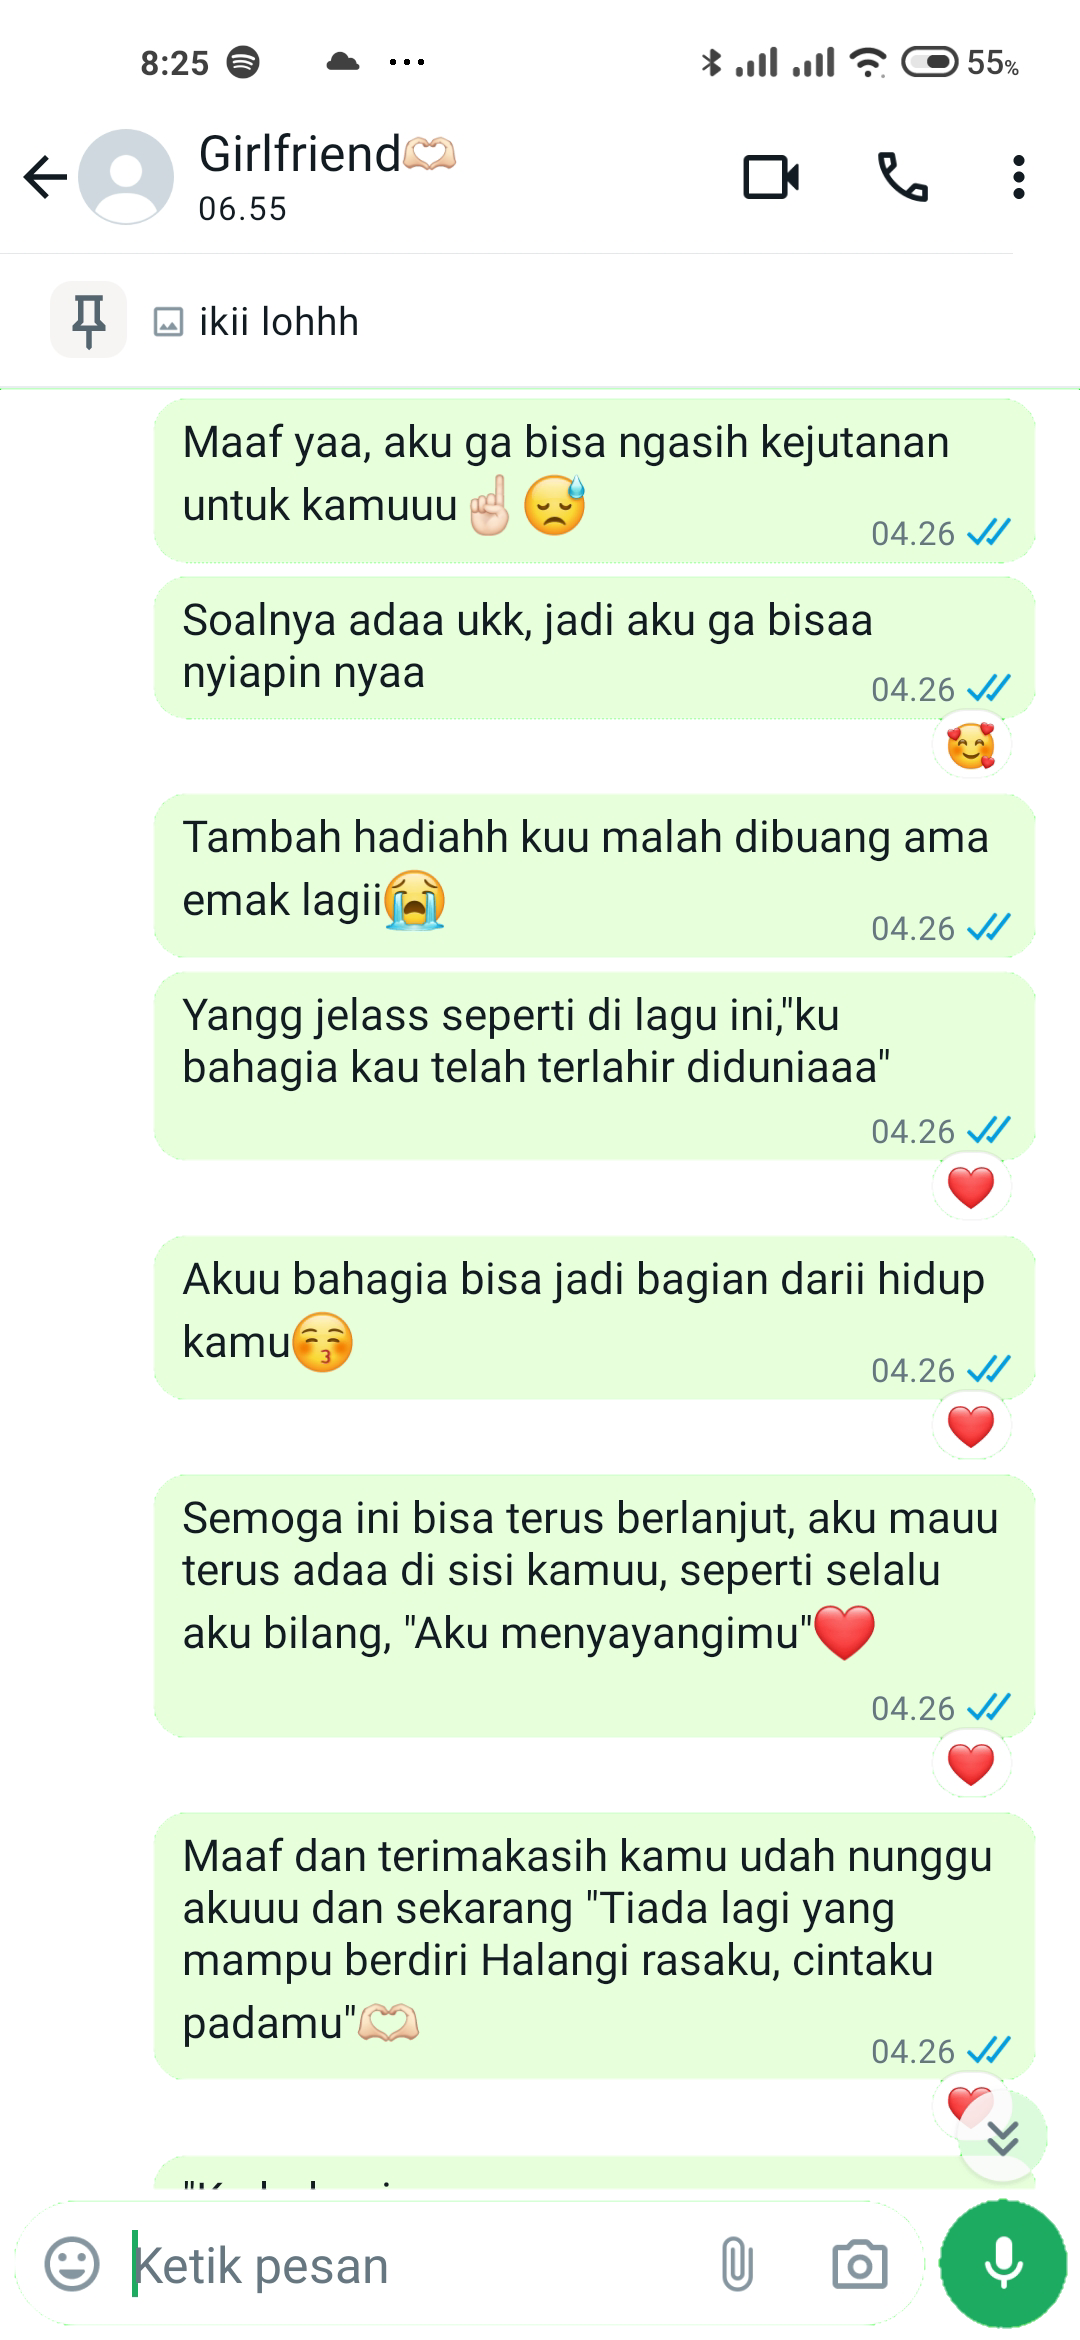 8:25 55%
Girlfriend🫶🏻
06.55
ikii lohhh
Maaf yaa, aku ga bisa ngasih kejutanan
untuk kamuuu☝🏻😓
04.26
Soalnya adaa ukk, jadi aku ga bisaa
nyiapin nyaa
04.26
🥰
Tambah hadiahh kuu malah dibuang ama
emak lagii😭
04.26
Yangg jelass seperti di lagu ini,"ku
bahagia kau telah terlahir diduniaaa"
04.26
❤️
Akuu bahagia bisa jadi bagian darii hidup
kamu😚
04.26
❤️
Semoga ini bisa terus berlanjut, aku mauu
terus adaa di sisi kamuu, seperti selalu
aku bilang, "Aku menyayangimu"❤️
04.26
❤️
Maaf dan terimakasih kamu udah nunggu
akuuu dan sekarang "Tiada lagi yang
mampu berdiri Halangi rasaku, cintaku
padamu"🫶🏻
04.26
❤️
Ketik pesan